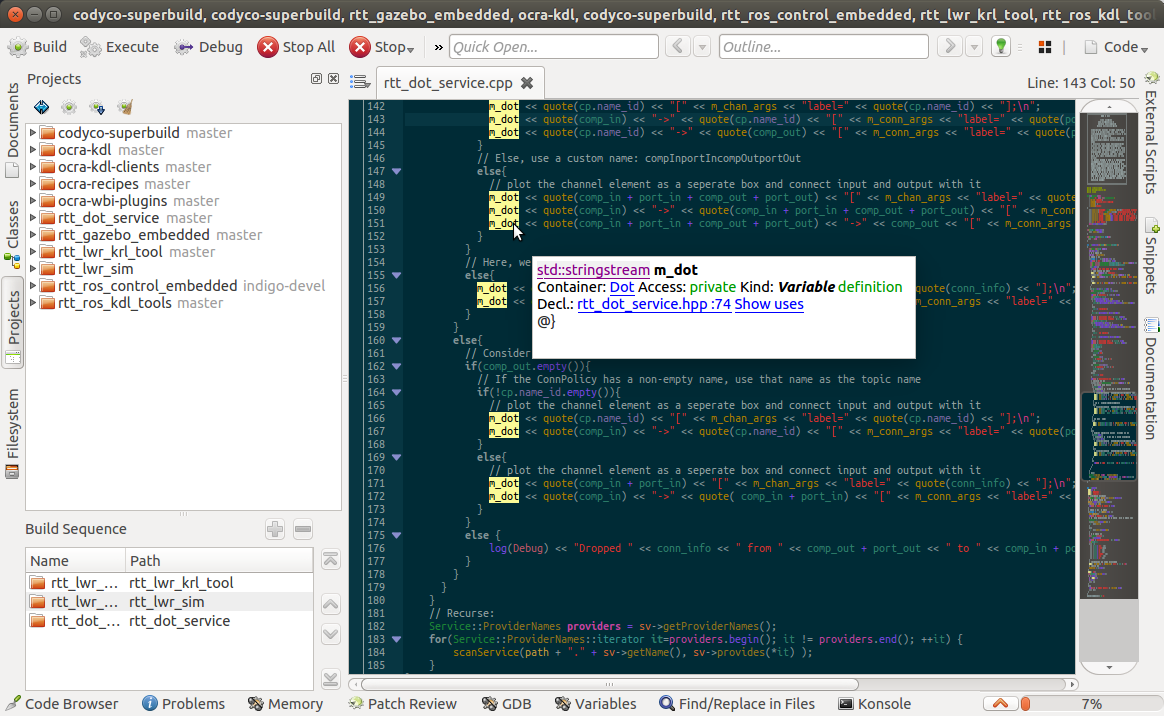 codyco-superbuild, codyco-superbuild, rtt_gazebo_embedded, ocra-kdl, codyco-superbuild, rtt_ros_control_embedded, rtt_lwr_krl_tool, rtt_ros_kdl_too
Build Execute Debug Stop All Stop » Quick Open... Outline... Code
Projects
rtt_dot_service.cpp
Line: 143 Col: 50
Documents
Classes
Projects
Filesystem
codyco-superbuild master
ocra-kdl master
ocra-kdl-clients master
ocra-recipes master
ocra-wbi-plugins master
rtt_dot_service master
rtt_gazebo_embedded master
rtt_lwr_krl_tool master
rtt_lwr_sim
rtt_ros_control_embedded indigo-devel
rtt_ros_kdl_tools master
Build Sequence
Name Path
rtt_lwr_... rtt_lwr_krl_tool
rtt_lwr_... rtt_lwr_sim
rtt_dot_... rtt_dot_service
142 m_dot << quote(cp.name_id) << "[" << m_chan_args << "label=" << quote(cp.name_id) << "];\n";
143 m_dot << quote(comp_in) << "->" << quote(cp.name_id) << "[" << m_conn_args << "label=" << quote(po
144 m_dot << quote(cp.name_id) << "->" << quote(comp_out) << "[" << m_conn_args << "label=" << quote(p
145 }
146 // Else, use a custom name: compInportIncompOutportOut
147 else{
148 // plot the channel element as a seperate box and connect input and output with it
149 m_dot << quote(comp_in + port_in + comp_out + port_out) << "[" << m_chan_args << "label=" << quote
150 m_dot << quote(comp_in) << "->" << quote(comp_in + port_in + comp_out + port_out) << "[" << m_conn
151 m_dot << quote(comp_in + port_in + comp_out + port_out) << "->" << comp_out << "[" << m_conn_args
152 }
153 }
154 // Here, we
155 else{
156 m_dot << (conn_info) << "];\n";
157 m_dot << m_conn_args << "label=" <<
158 }
159 }
160 else{
161 // Consider
162 if(comp_out.empty()){
163 // If the ConnPolicy has a non-empty name, use that name as the topic name
164 if(!cp.name_id.empty()){
165 // plot the channel element as a seperate box and connect input and output with it
166 m_dot << quote(cp.name_id) << "[" << m_chan_args << "label=" << quote(cp.name_id) << "];\n";
167 m_dot << quote(comp_in) << "->" << quote(cp.name_id) << "[" << m_conn_args << "label=" << quote(po
168 }
169 else{
170 // plot the channel element as a seperate box and connect input and output with it
171 m_dot << quote(comp_in + port_in) << "[" << m_chan_args << "label=" << quote(conn_info) << "];\n";
172 m_dot << quote(comp_in) << "->" << quote( comp_in + port_in) << "[" << m_conn_args << "label=" <<
173 }
174 }
175 else {
176 log(Debug) << "Dropped " << conn_info << " from " << comp_out + port_out << " to " << comp_in + po
177 }
178 }
179 }
180 }
181 // Recurse:
182 Service::ProviderNames providers = sv->getProviderNames();
183 for(Service::ProviderNames::iterator it=providers.begin(); it != providers.end(); ++it) {
184 scanService(path + "." + sv->getName(), sv->provides(*it) );
185 }
std::stringstream m_dot
Container: Dot Access: private Kind: Variable definition
Decl.: rtt_dot_service.hpp :74 Show uses
@}
External Scripts
Snippets
Documentation
Code Browser Problems Memory Patch Review GDB Variables Find/Replace in Files Konsole 7%